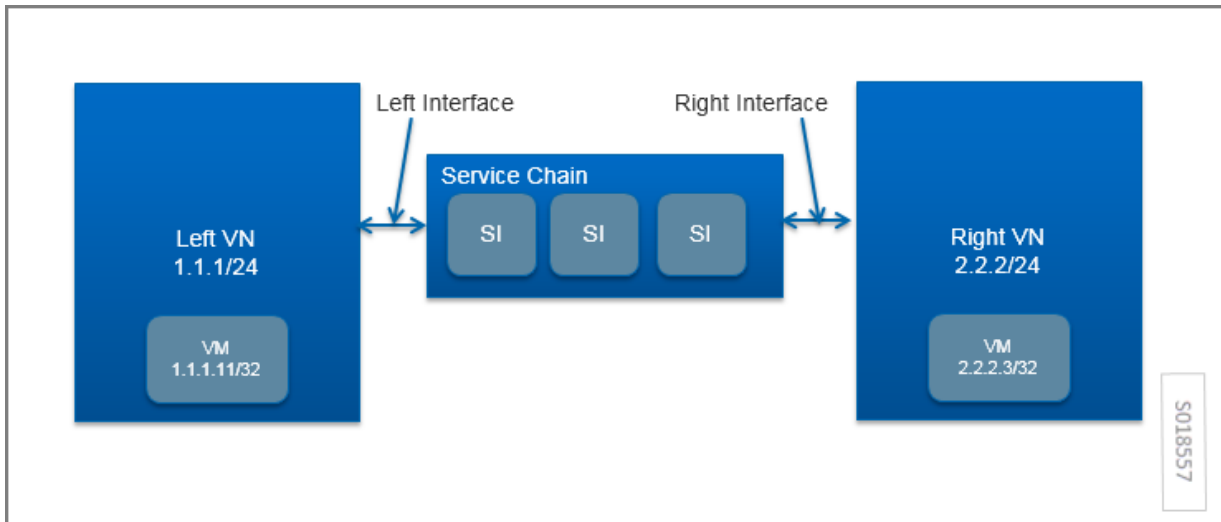 Left Interface
Right Interface
Service Chain
SI
SI
SI
Left VN
1.1.1/24
VM
1.1.1.11/32
Right VN
2.2.2/24
VM
2.2.2.3/32
S018557